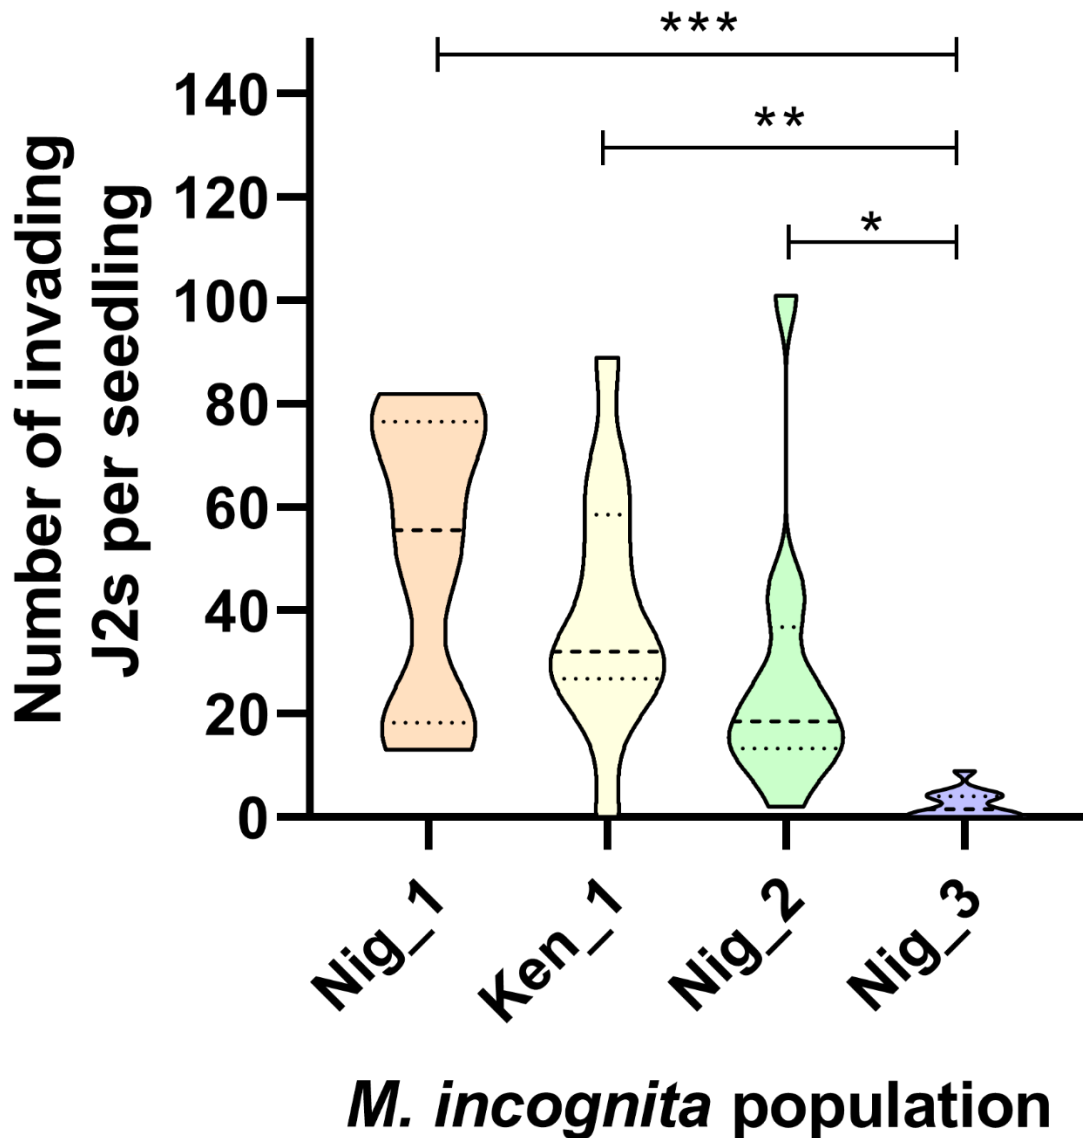 ***
**
*
Number of invading
J2s per seedling
140
120
100
80
60
40
20
0
Nig_1
Ken_1
Nig_2
Nig_3
M. incognita population